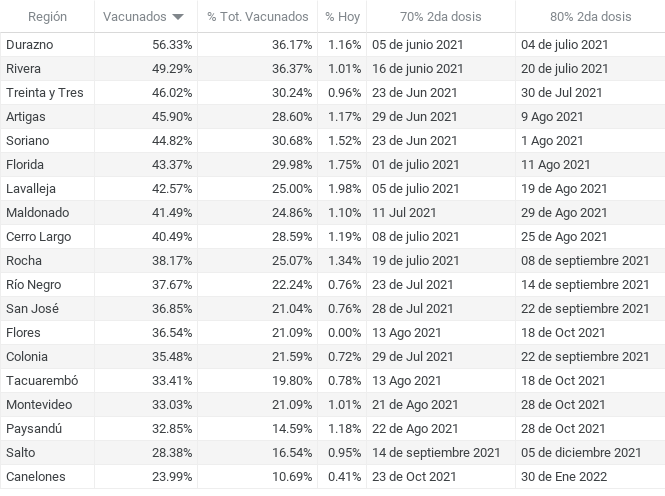 Región Vacunados % Tot. Vacunados % Hoy 70% 2da dosis 80% 2da dosis
Durazno 56.33% 36.17% 1.16% 05 de junio 2021 04 de julio 2021
Rivera 49.29% 36.37% 1.01% 16 de junio 2021 20 de julio 2021
Treinta y Tres 46.02% 30.24% 0.96% 23 de Jun 2021 30 de Jul 2021
Artigas 45.90% 28.60% 1.17% 29 de Jun 2021 9 Ago 2021
Soriano 44.82% 30.68% 1.52% 23 de Jun 2021 1 Ago 2021
Florida 43.37% 29.98% 1.75% 01 de julio 2021 11 Ago 2021
Lavalleja 42.57% 25.00% 1.98% 05 de julio 2021 19 de Ago 2021
Maldonado 41.49% 24.86% 1.10% 11 Jul 2021 29 de Ago 2021
Cerro Largo 40.49% 28.59% 1.19% 08 de julio 2021 25 de Ago 2021
Rocha 38.17% 25.07% 1.34% 19 de julio 2021 08 de septiembre 2021
Río Negro 37.67% 22.24% 0.76% 23 de Jul 2021 14 de septiembre 2021
San José 36.85% 21.04% 0.76% 28 de Jul 2021 22 de septiembre 2021
Flores 36.54% 21.09% 0.00% 13 Ago 2021 18 de Oct 2021
Colonia 35.48% 21.59% 0.72% 29 de Jul 2021 22 de septiembre 2021
Tacuarembó 33.41% 19.80% 0.78% 13 Ago 2021 18 de Oct 2021
Montevideo 33.03% 21.09% 1.01% 21 de Ago 2021 28 de Oct 2021
Paysandú 32.85% 14.59% 1.18% 22 de Ago 2021 28 de Oct 2021
Salto 28.38% 16.54% 0.95% 14 de septiembre 2021 05 de diciembre 2021
Canelones 23.99% 10.69% 0.41% 23 de Oct 2021 30 de Ene 2022